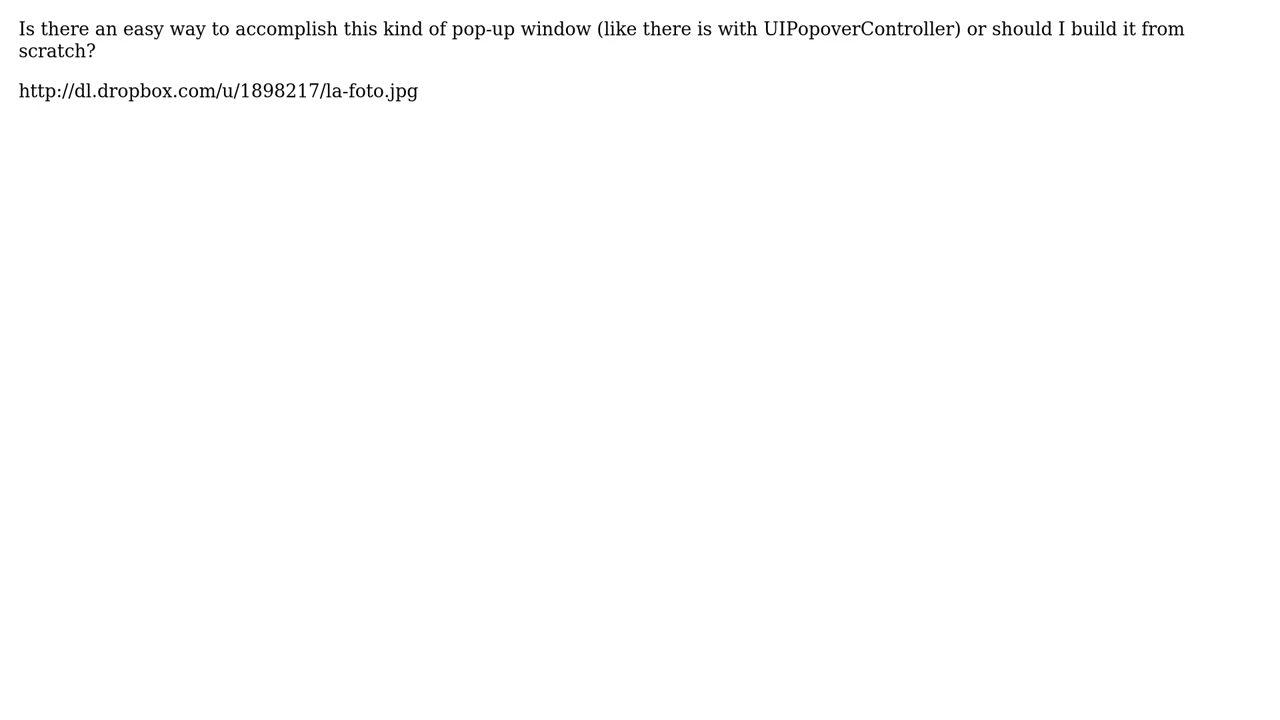 Is there an easy way to accomplish this kind of pop-up window (like there is with UIPopoverController) or should I build it from
scratch?
http://dl.dropbox.com/u/1898217/la-foto.jpg